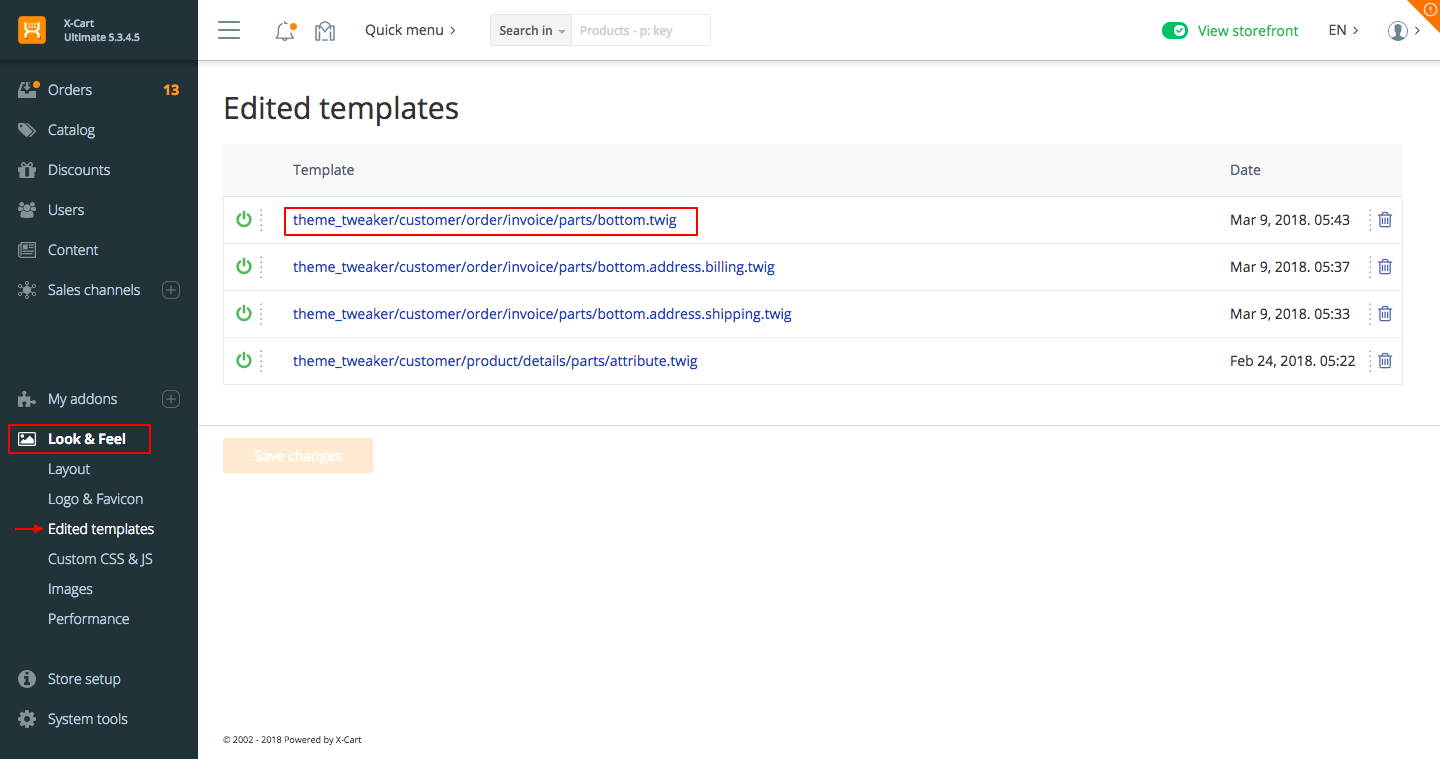 X-Cart
Ultimate 5.3.4.5
Quick menu
Search in
Products - p: key
View storefront
EN
Orders 13
Catalog
Discounts
Users
Content
Sales channels
My addons
Look & Feel
Layout
Logo & Favicon
Edited templates
Custom CSS & JS
Images
Performance
Store setup
System tools
Edited templates
Template Date
theme_tweaker/customer/order/invoice/parts/bottom.twig Mar 9, 2018. 05:43
theme_tweaker/customer/order/invoice/parts/bottom.address.billing.twig Mar 9, 2018. 05:37
theme_tweaker/customer/order/invoice/parts/bottom.address.shipping.twig Mar 9, 2018. 05:33
theme_tweaker/customer/product/details/parts/attribute.twig Feb 24, 2018. 05:22
Save changes
© 2002 - 2018 Powered by X-Cart